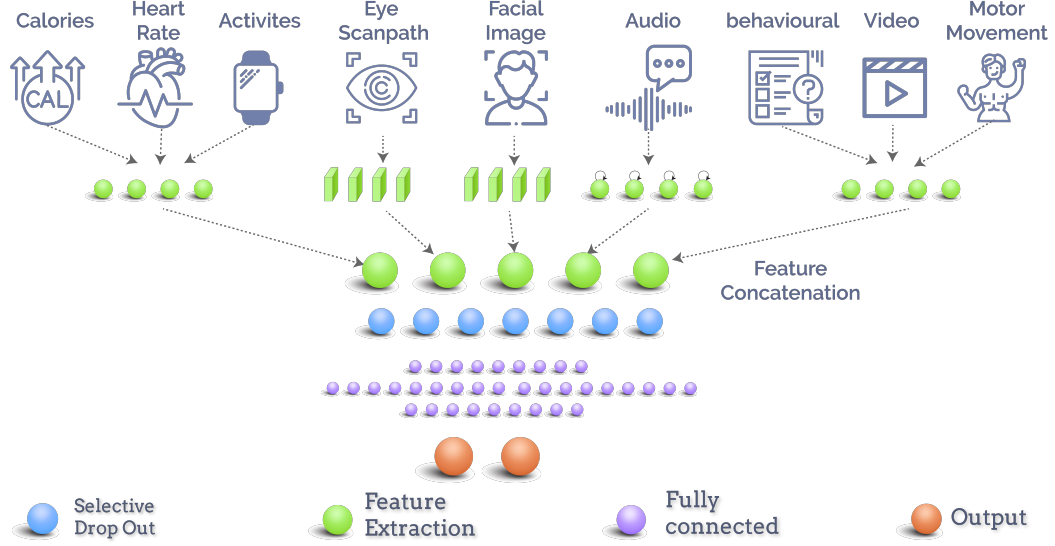 Calories
Heart
Rate
Activites
Eye
Scanpath
Facial
Image
Audio
behavioural
Video
Motor
Movement
CAL
C
?
Feature
Concatenation
Selective
Drop Out
Feature
Extraction
Fully
connected
Output